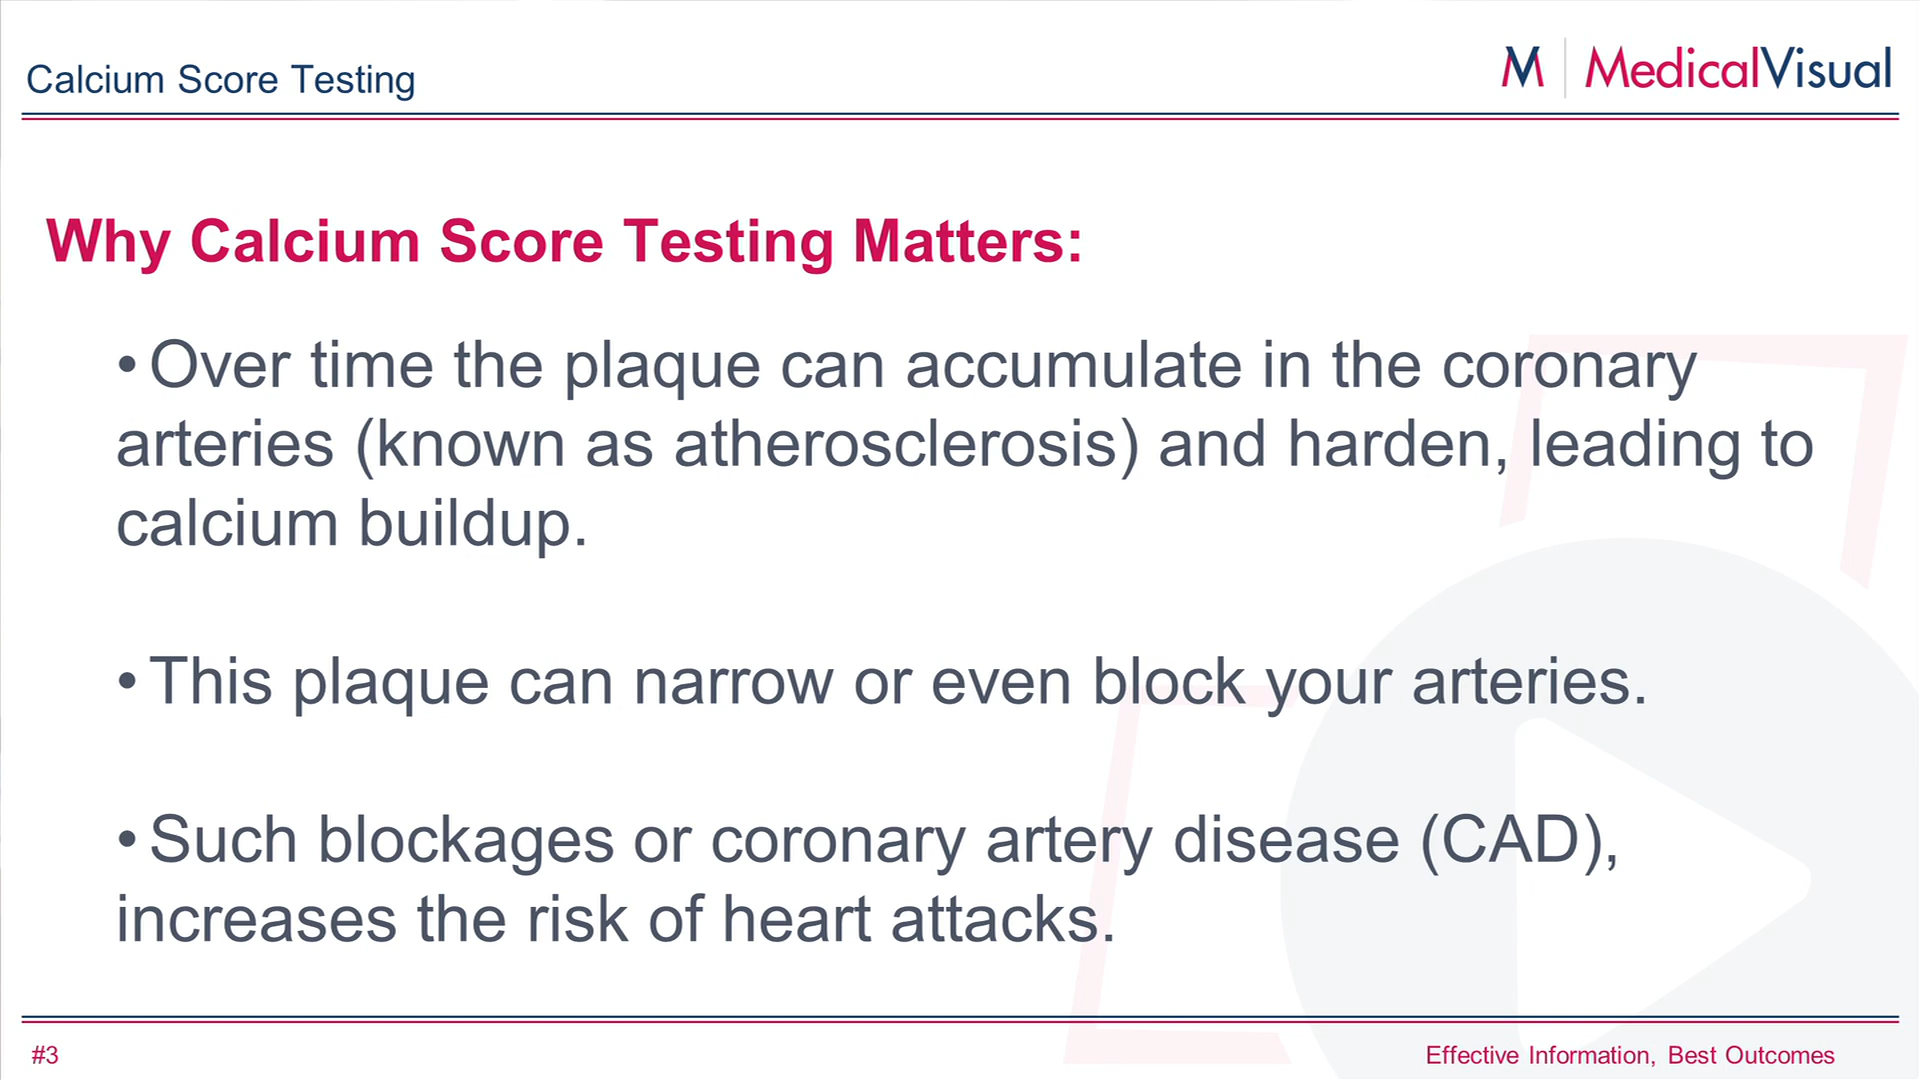 Calcium Score Testing
M | MedicalVisual
Why Calcium Score Testing Matters:
• Over time the plaque can accumulate in the coronary
arteries (known as atherosclerosis) and harden, leading to
calcium buildup.
• This plaque can narrow or even block your arteries.
• Such blockages or coronary artery disease (CAD),
increases the risk of heart attacks.
#3
Effective Information, Best Outcomes